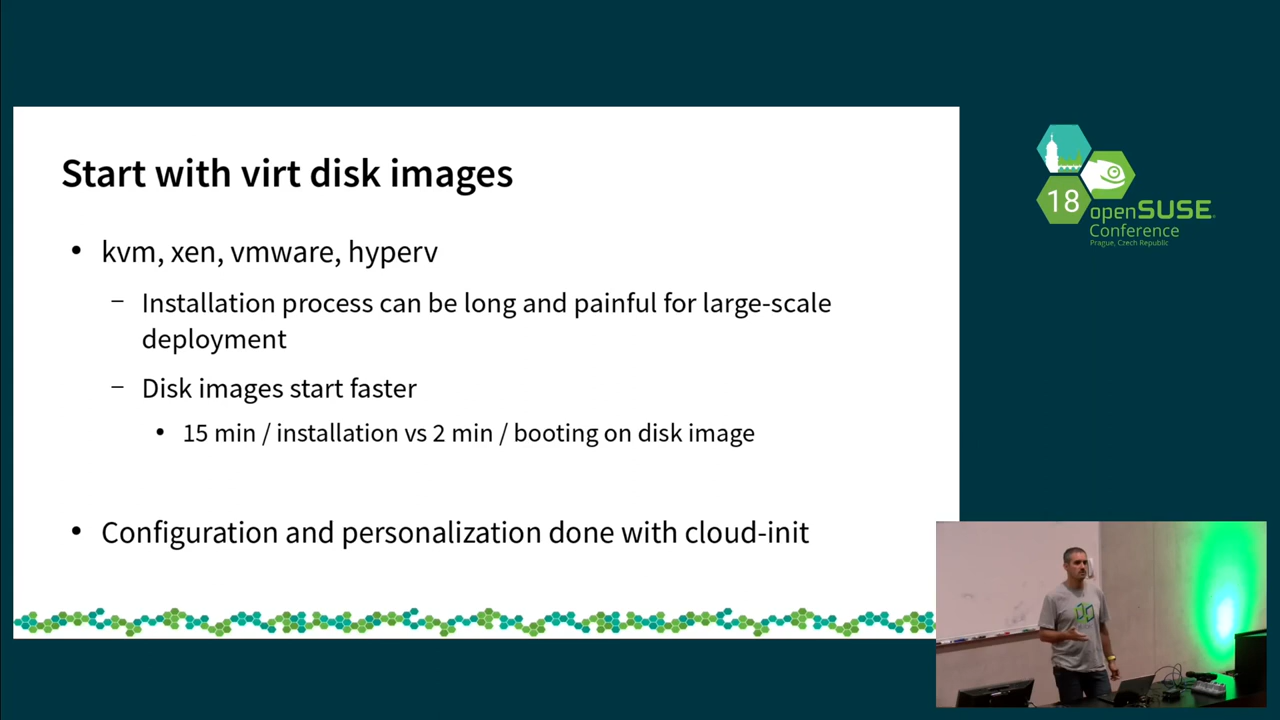 Start with virt disk images
• kvm, xen, vmware, hyperv
– Installation process can be long and painful for large-scale
deployment
– Disk images start faster
• 15 min / installation vs 2 min / booting on disk image
• Configuration and personalization done with cloud-init
18
openSUSE
Conference
Prague, Czech Republic